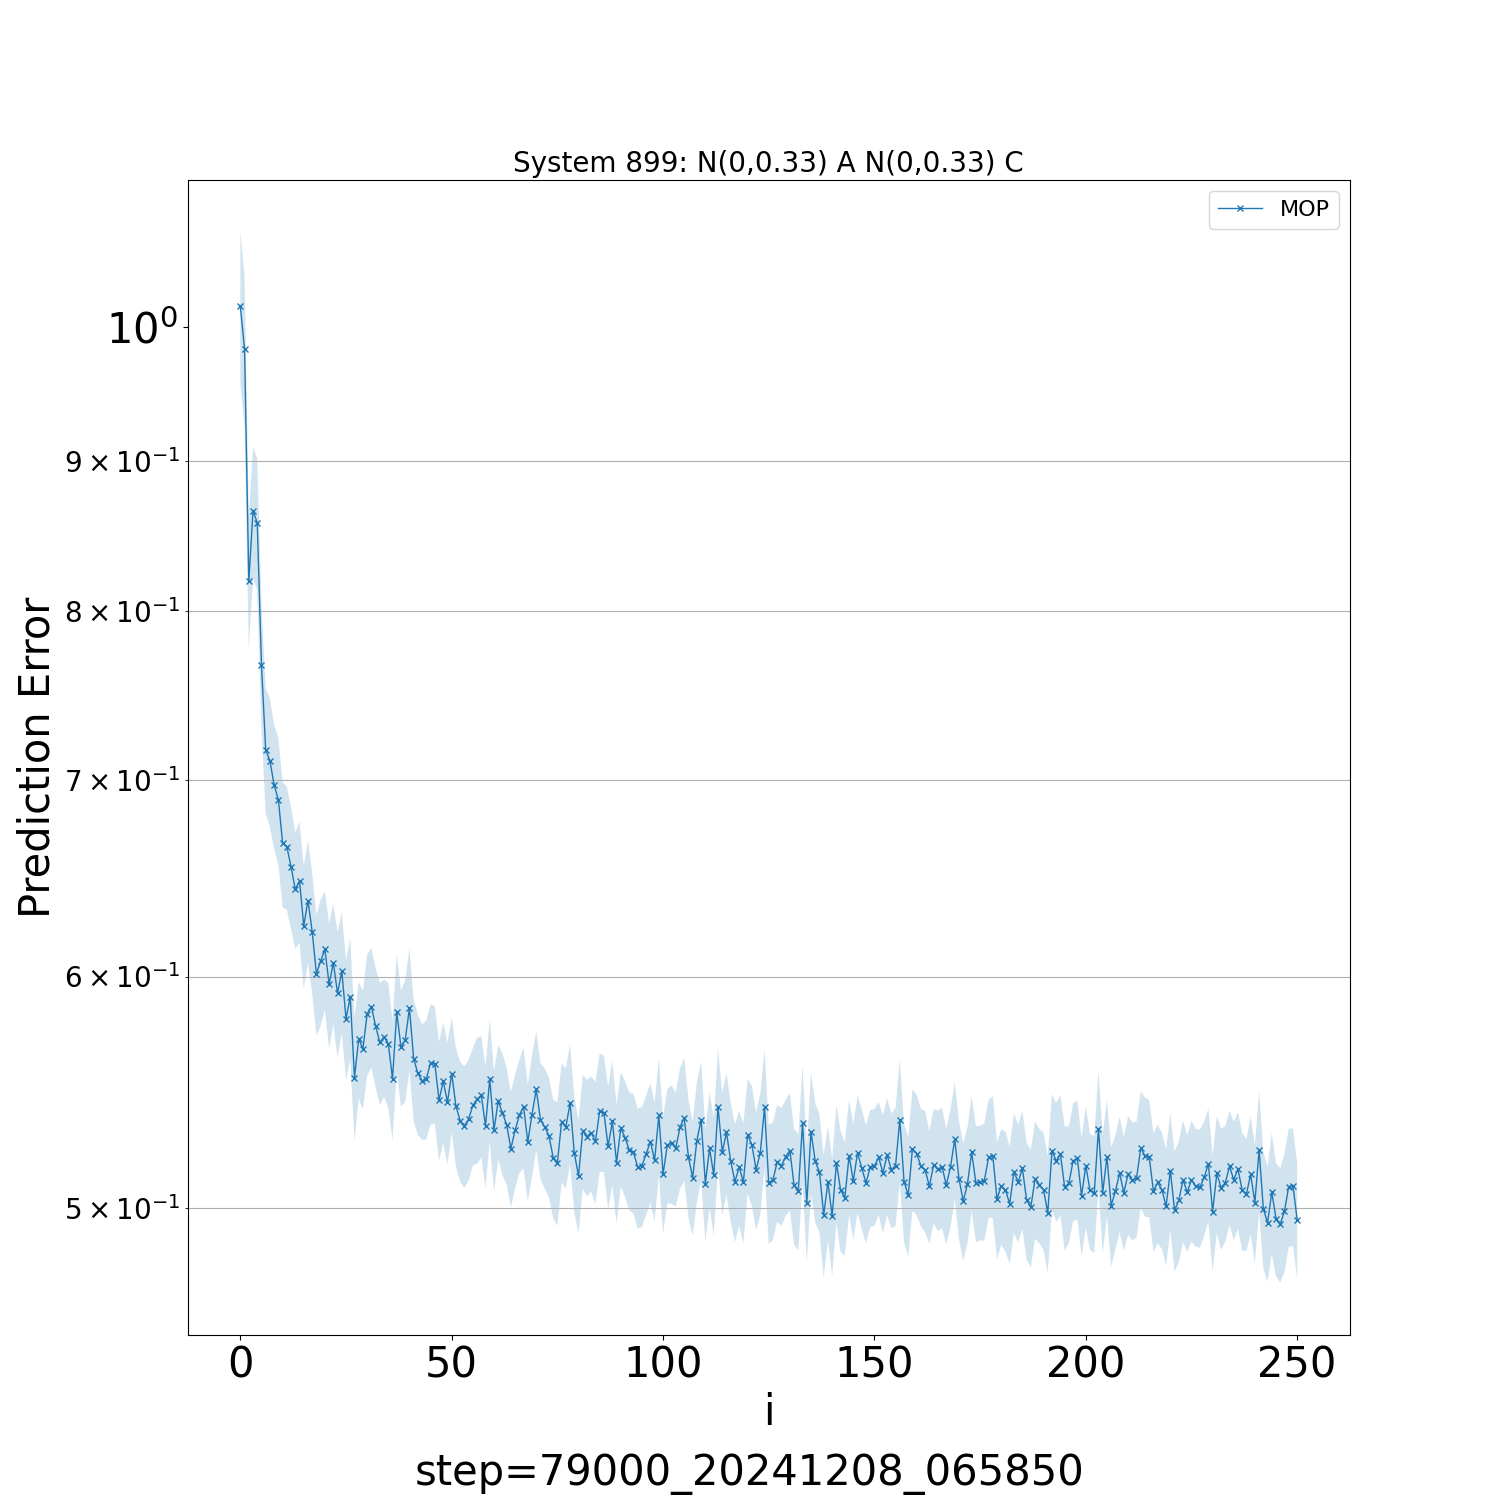 System 899: N(0,0.33) A N(0,0.33) C
MOP
10⁰
9 × 10⁻¹
8 × 10⁻¹
7 × 10⁻¹
6 × 10⁻¹
5 × 10⁻¹
Prediction Error
0 50 100 150 200 250
i
step=79000_20241208_065850